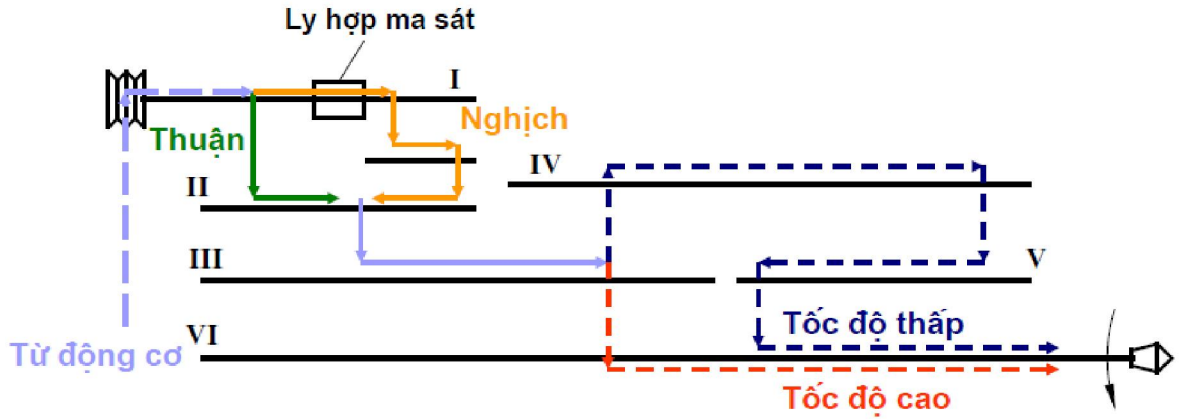 Ly hợp ma sát
I
Thuận
Nghịch
IV
II
III
V
VI
Tốc độ thấp
Từ động cơ
Tốc độ cao